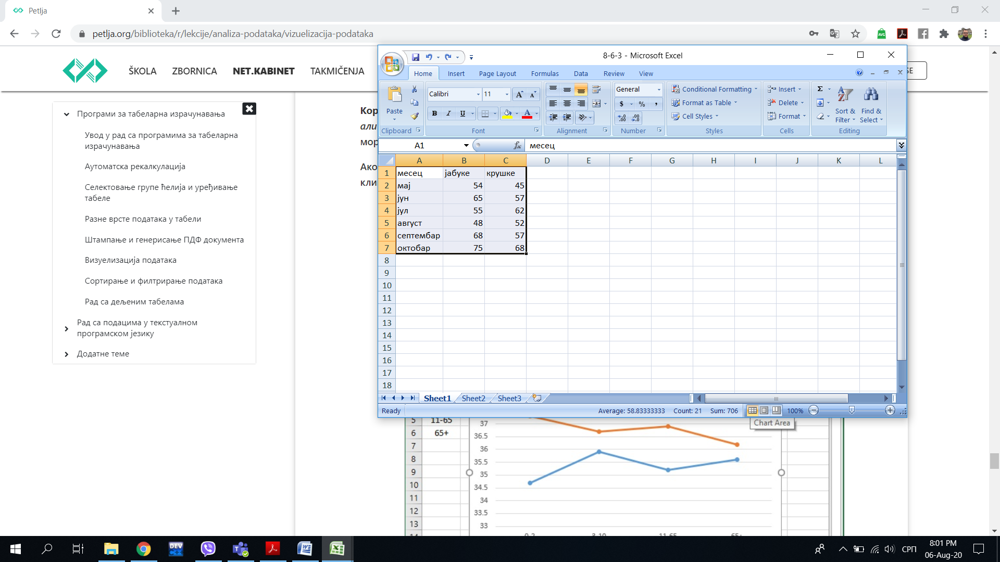 Petlja
petlja.org/biblioteka/r/lekcije/analiza-podataka/vizuelizacija-podataka
ŠKOLA ZBORNICA NET.KABINET TAKMIČENJA
SE
Програми за табеларна израчунавања
Увод у рад са програмима за табеларна
израчунавања
Аутоматска рекалкулација
Селектовање групе ћелија и уређивање
табеле
Разне врсте података у табели
Штампање и генерисање ПДФ документа
Визуелизација података
Сортирање и филтрирање података
Рад са дељеним табелама
Рад са подацима у текстуалном
програмском језику
Додатне теме
Кор
али
мор
Ако
кли
8-6-3 - Microsoft Excel
Home Insert Page Layout Formulas Data Review View
Paste
Clipboard
Calibri 11
B I U
A A
Font
Alignment
General
$ % ,
Number
Conditional Formatting
Format as Table
Cell Styles
Styles
Insert
Delete
Format
Cells
Σ
Sort &
Filter
Find &
Select
Editing
A1 fx месец
A B C D E F G H I J K L
1 месец јабуке крушке
2 мај 54 45
3 јун 65 57
4 јул 55 62
5 август 48 52
6 септембар 68 57
7 октобар 75 68
8
9
10
11
12
13
14
15
16
17
18
Sheet1 Sheet2 Sheet3
Ready Average: 58.83333333 Count: 21 Sum: 706 100%
Chart Area
5 11-65
6 65+
7
8
9
10
11
12
13
37
36.5
36
35.5
35
34.5
34
33.5
33
AVG
DEV
C++
СРП
8:01 PM
06-Aug-20